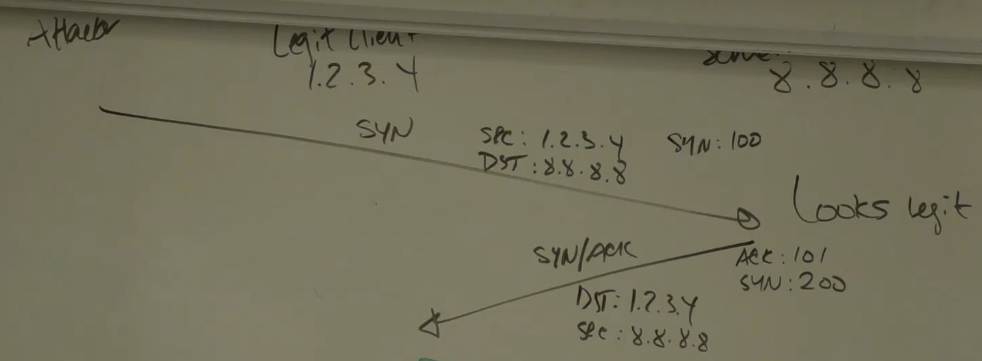 Attacker
Legit Client
1.2.3.4
Server
8.8.8.8
SYN
SRC: 1.2.3.4
DST: 8.8.8.8
SYN: 100
Looks legit
SYN/ACK
ACK: 101
SYN: 200
DST: 1.2.3.4
SRC: 8.8.8.8